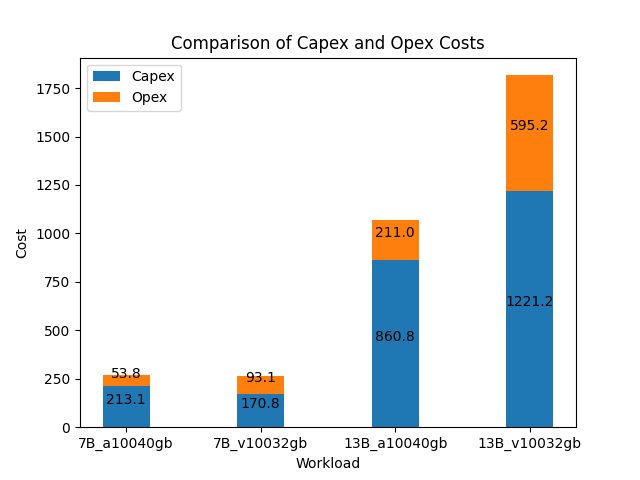 Comparison of Capex and Opex Costs
Capex
Opex
Cost
1750
1500
1250
1000
750
500
250
0
53.8
213.1
93.1
170.8
211.0
860.8
595.2
1221.2
7B_a10040gb
7B_v10032gb
13B_a10040gb
13B_v10032gb
Workload